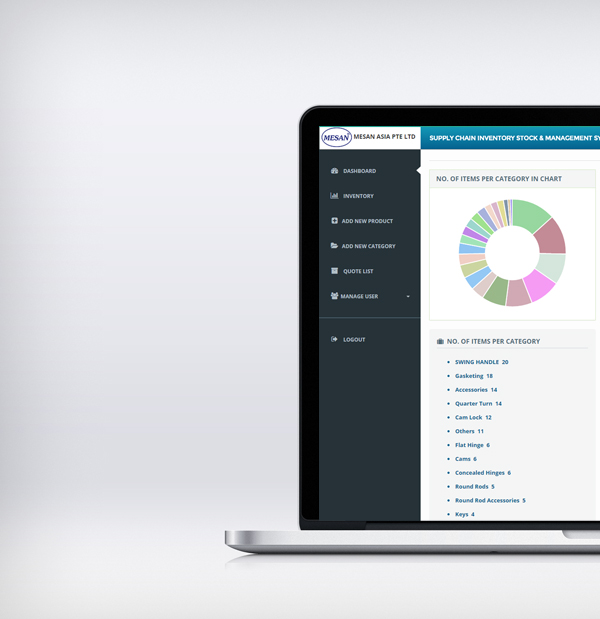 MESAN
MESAN ASIA PTE LTD
SUPPLY CHAIN INVENTORY STOCK & MANAGEMENT
DASHBOARD
INVENTORY
ADD NEW PRODUCT
ADD NEW CATEGORY
QUOTE LIST
MANAGE USER
LOGOUT
NO. OF ITEMS PER CATEGORY IN CHART
NO. OF ITEMS PER CATEGORY
SWING HANDLE 20
Gasketing 18
Accessories 14
Quarter Turn 14
Cam Lock 12
Others 11
Flat Hinge 6
Cams 6
Concealed Hinges 6
Round Rods 5
Round Rod Accessories 5
Keys 4